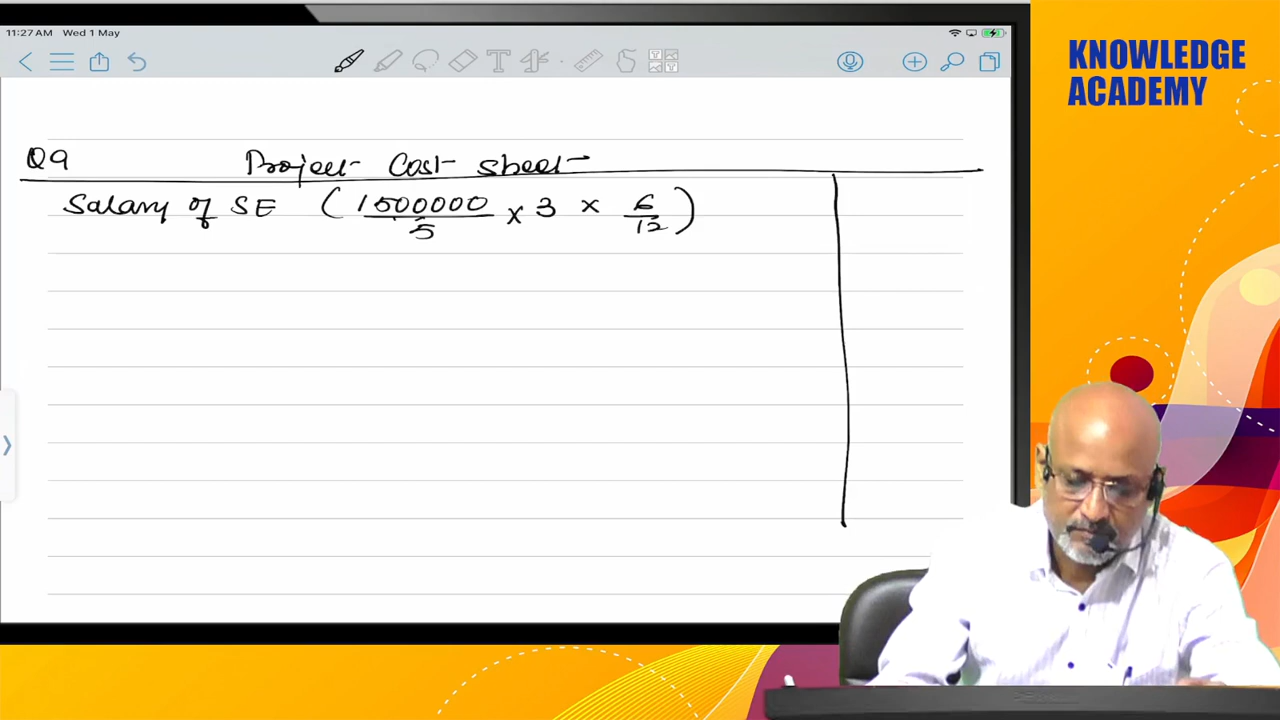 11:27 AM Wed 1 May
KNOWLEDGE
ACADEMY
Q9 Project Cost Sheet
Salary of SE ( 1500000/5 x 3 x 6/12 )